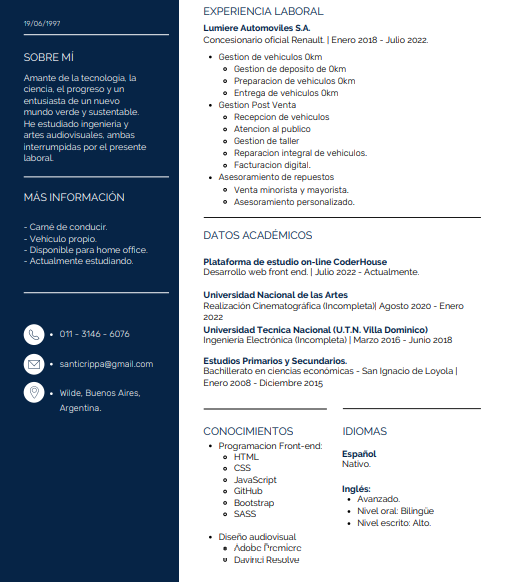 19/06/1997
SOBRE MÍ
Amante de la tecnología, la
ciencia, el progreso y un
entusiasta de un nuevo
mundo verde y sustentable.
He estudiado ingeniería y
artes audiovisuales, ambas
interrumpidas por el presente
laboral.
MÁS INFORMACIÓN
- Carné de conducir.
- Vehículo propio.
- Disponible para home office.
- Actualmente estudiando.
• 011 - 3146 - 6076
• santicrippa@gmail.com
• Wilde, Buenos Aires,
Argentina.
EXPERIENCIA LABORAL
Lumiere Automoviles S.A.
Concesionario oficial Renault. | Enero 2018 - Julio 2022.
• Gestion de vehiculos 0km
Gestion de deposito de 0km
Preparacion de vehiculos 0km
Entrega de vehiculos 0km
• Gestion Post Venta
Recepcion de vehiculos
Atencion al publico
Gestion de taller
Reparacion integral de vehiculos.
Facturacion digital.
• Asesoramiento de repuestos
Venta minorista y mayorista.
Asesoramiento personalizado.
DATOS ACADÉMICOS
Plataforma de estudio on-line CoderHouse
Desarrollo web front end. | Julio 2022 - Actualmente.
Universidad Nacional de las Artes
Realización Cinematográfica (Incompleta)| Agosto 2020 - Enero
2022
Universidad Tecnica Nacional (U.T.N. Villa Dominico)
Ingeniería Electrónica (Incompleta) | Marzo 2016 - Junio 2018
Estudios Primarios y Secundarios.
Bachillerato en ciencias económicas - San Ignacio de Loyola |
Enero 2008 - Diciembre 2015
CONOCIMIENTOS
• Programacion Front-end:
HTML
CSS
JavaScript
GitHub
Bootstrap
SASS
• Diseño audiovisual
Adobe Premiere
Davinci Resolve
IDIOMAS
Español
Nativo.
Inglés:
• Avanzado.
• Nivel oral: Bilingüe
• Nivel escrito: Alto.